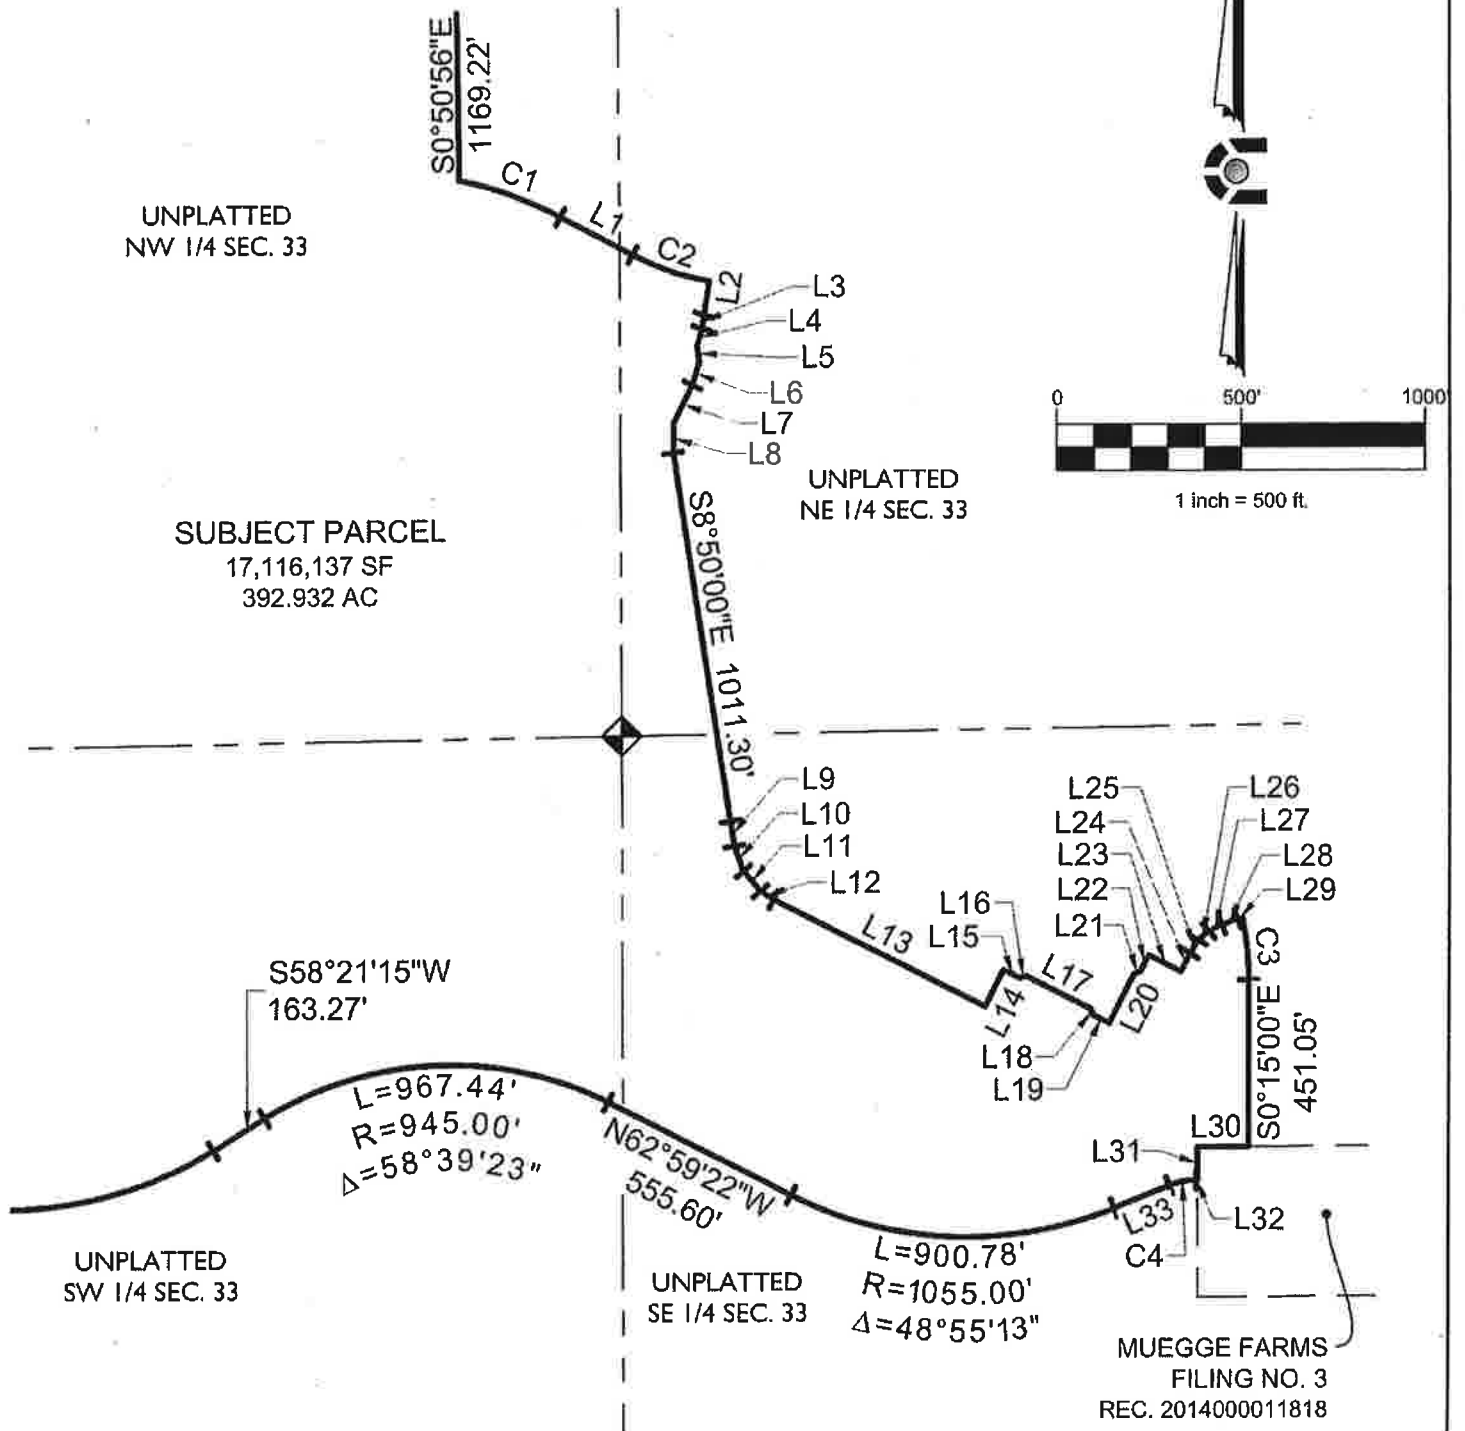 S0°50'56"E
1169.22'
C1
L1
C2
L2
L3
L4
L5
L6
L7
L8
UNPLATTED
NW 1/4 SEC. 33
0 500' 1000'
1 inch = 500 ft.
UNPLATTED
NE 1/4 SEC. 33
SUBJECT PARCEL
17,116,137 SF
392.932 AC
S8°50'00"E 1011.30'
L9
L10
L11
L12
L13
L14
L15
L16
L17
L18
L19
L20
L21
L22
L23
L24
L25
L26
L27
L28
L29
C3
S0°15'00"E
451.05'
L30
L31
L32
L33
C4
S58°21'15"W
163.27'
L=967.44'
R=945.00'
Δ=58°39'23"
N62°59'22"W
555.60'
L=900.78'
R=1055.00'
Δ=48°55'13"
UNPLATTED
SW 1/4 SEC. 33
UNPLATTED
SE 1/4 SEC. 33
MUEGGE FARMS
FILING NO. 3
REC. 2014000011818